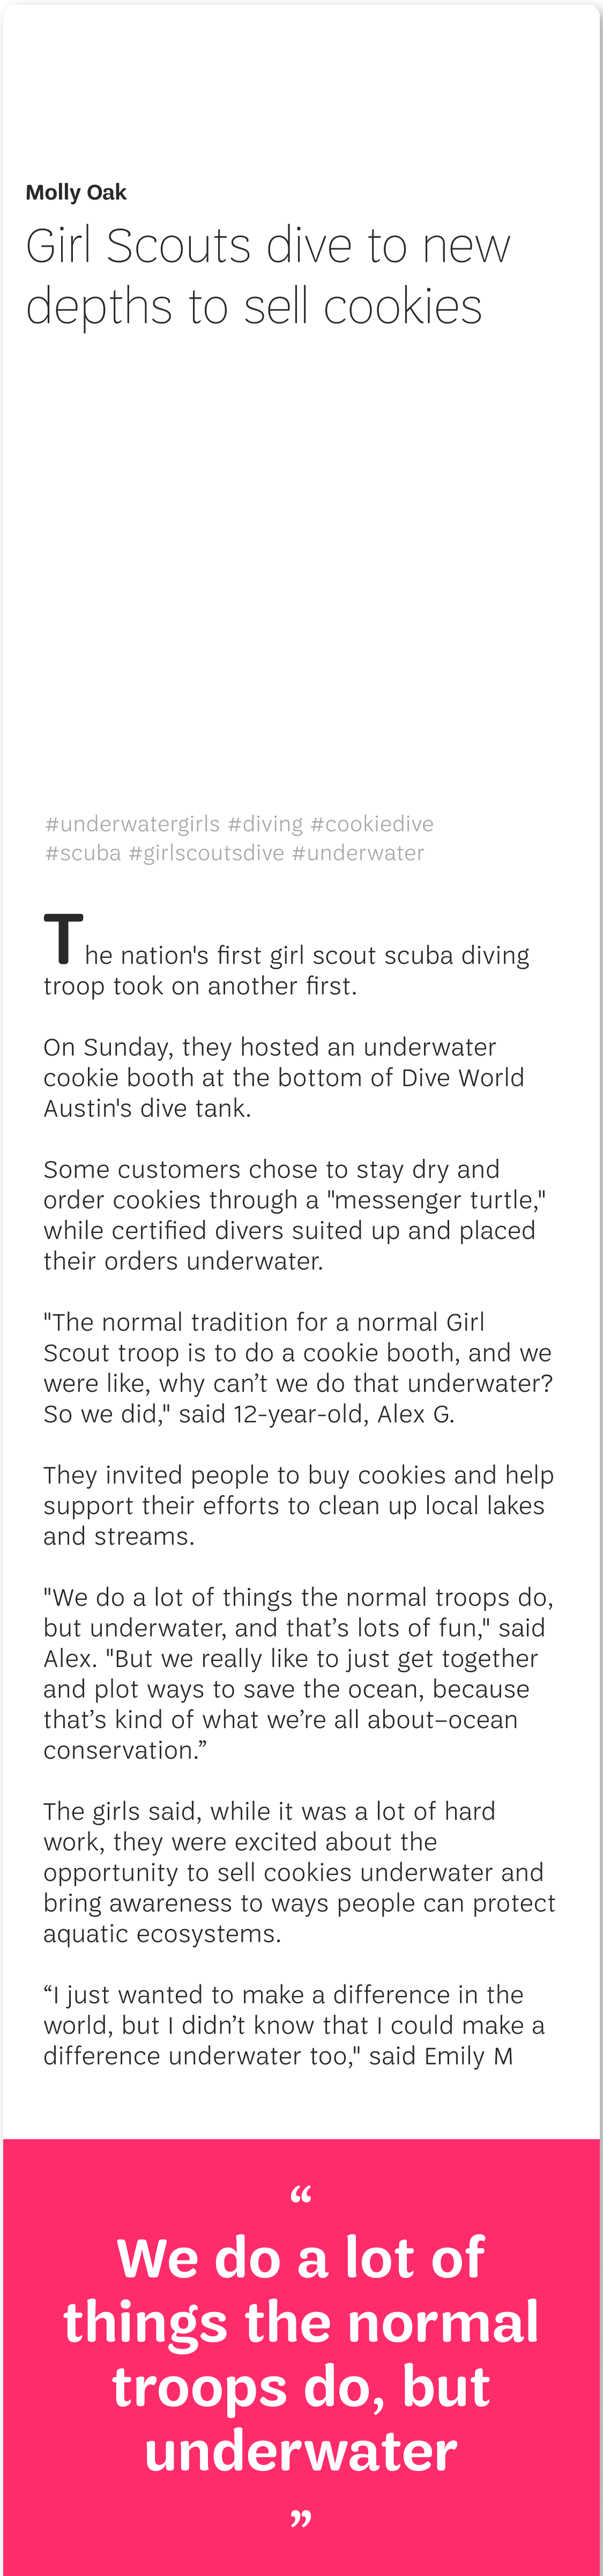 Molly Oak
Girl Scouts dive to new
depths to sell cookies
#underwatergirls #diving #cookiedive
#scuba #girlscoutsdive #underwater
The nation's first girl scout scuba diving
troop took on another first.
On Sunday, they hosted an underwater
cookie booth at the bottom of Dive World
Austin's dive tank.
Some customers chose to stay dry and
order cookies through a "messenger turtle,"
while certified divers suited up and placed
their orders underwater.
"The normal tradition for a normal Girl
Scout troop is to do a cookie booth, and we
were like, why can’t we do that underwater?
So we did," said 12-year-old, Alex G.
They invited people to buy cookies and help
support their efforts to clean up local lakes
and streams.
"We do a lot of things the normal troops do,
but underwater, and that’s lots of fun," said
Alex. "But we really like to just get together
and plot ways to save the ocean, because
that’s kind of what we’re all about–ocean
conservation.”
The girls said, while it was a lot of hard
work, they were excited about the
opportunity to sell cookies underwater and
bring awareness to ways people can protect
aquatic ecosystems.
“I just wanted to make a difference in the
world, but I didn’t know that I could make a
difference underwater too," said Emily M
“
We do a lot of
things the normal
troops do, but
underwater
”